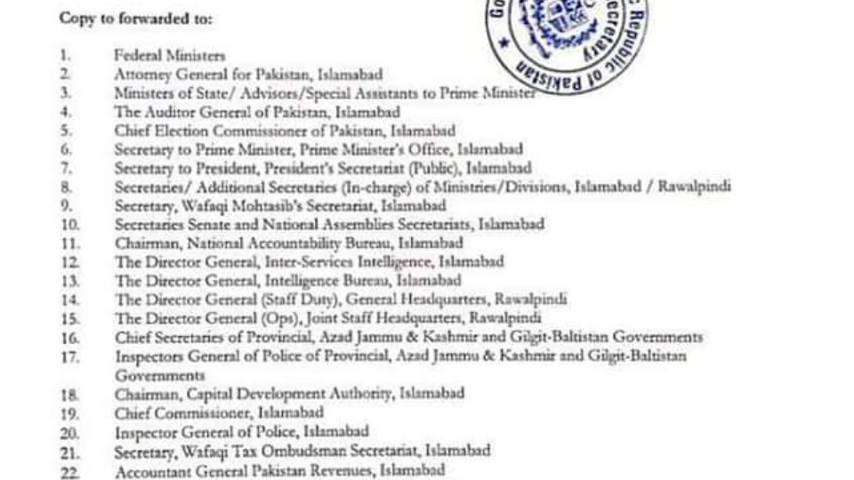 Copy to forwarded to:
1. Federal Ministers
2. Attorney General for Pakistan, Islamabad
3. Ministers of State/ Advisors/Special Assistants to Prime Minister
4. The Auditor General of Pakistan, Islamabad
5. Chief Election Commissioner of Pakistan, Islamabad
6. Secretary to Prime Minister, Prime Minister's Office, Islamabad
7. Secretary to President, President's Secretariat (Public), Islamabad
8. Secretaries/ Additional Secretaries (In-charge) of Ministries/Divisions, Islamabad / Rawalpindi
9. Secretary, Wafaqi Mohtasib's Secretariat, Islamabad
10. Secretaries Senate and National Assemblies Secretariats, Islamabad
11. Chairman, National Accountability Bureau, Islamabad
12. The Director General, Inter-Services Intelligence, Islamabad
13. The Director General, Intelligence Bureau, Islamabad
14. The Director General (Staff Duty), General Headquarters, Rawalpindi
15. The Director General (Ops), Joint Staff Headquarters, Rawalpindi
16. Chief Secretaries of Provincial, Azad Jammu & Kashmir and Gilgit-Baltistan Governments
17. Inspectors General of Police of Provincial, Azad Jammu & Kashmir and Gilgit-Baltistan
Governments
18. Chairman, Capital Development Authority, Islamabad
19. Chief Commissioner, Islamabad
20. Inspector General of Police, Islamabad
21. Secretary, Wafaqi Tax Ombudsman Secretariat, Islamabad
22. Accountant General Pakistan Revenues, Islamabad
Republic of Pakistan
Secretary